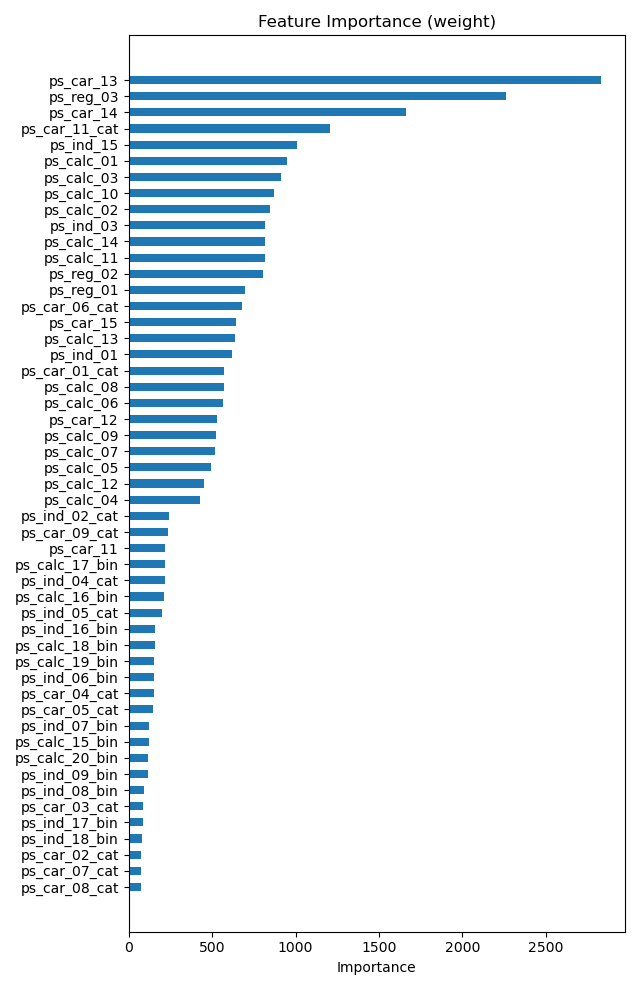 Feature Importance (weight)
ps_car_13
ps_reg_03
ps_car_14
ps_car_11_cat
ps_ind_15
ps_calc_01
ps_calc_03
ps_calc_10
ps_calc_02
ps_ind_03
ps_calc_14
ps_calc_11
ps_reg_02
ps_reg_01
ps_car_06_cat
ps_car_15
ps_calc_13
ps_ind_01
ps_car_01_cat
ps_calc_08
ps_calc_06
ps_car_12
ps_calc_09
ps_calc_07
ps_calc_05
ps_calc_12
ps_calc_04
ps_ind_02_cat
ps_car_09_cat
ps_car_11
ps_calc_17_bin
ps_ind_04_cat
ps_calc_16_bin
ps_ind_05_cat
ps_ind_16_bin
ps_calc_18_bin
ps_calc_19_bin
ps_ind_06_bin
ps_car_04_cat
ps_car_05_cat
ps_ind_07_bin
ps_calc_15_bin
ps_calc_20_bin
ps_ind_09_bin
ps_ind_08_bin
ps_car_03_cat
ps_ind_17_bin
ps_ind_18_bin
ps_car_02_cat
ps_car_07_cat
ps_car_08_cat
0 500 1000 1500 2000 2500
Importance